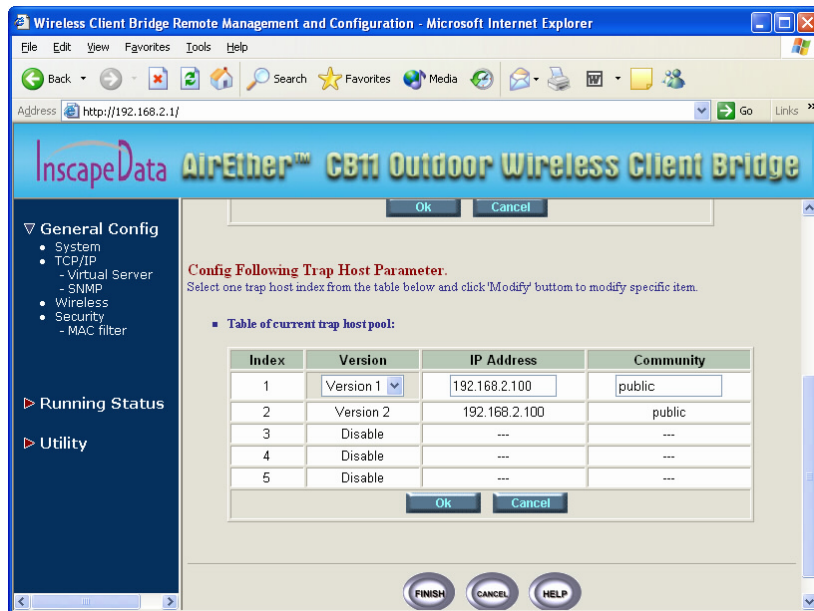 Wireless Client Bridge Remote Management and Configuration - Microsoft Internet Explorer
File Edit View Favorites Tools Help
Back Search Favorites Media
Address http://192.168.2.1/ Go Links »
InscapeData AirEther™ CB11 Outdoor Wireless Client Bridge
General Config
System
TCP/IP
- Virtual Server
- SNMP
Wireless
Security
- MAC filter
Running Status
Utility
Ok Cancel
Config Following Trap Host Parameter.
Select one trap host index from the table below and click 'Modify' buttom to modify specific item.
Table of current trap host pool:
Index Version IP Address Community
1 Version 1 192.168.2.100 public
2 Version 2 192.168.2.100 public
3 Disable --- ---
4 Disable --- ---
5 Disable --- ---
Ok Cancel
FINISH CANCEL HELP